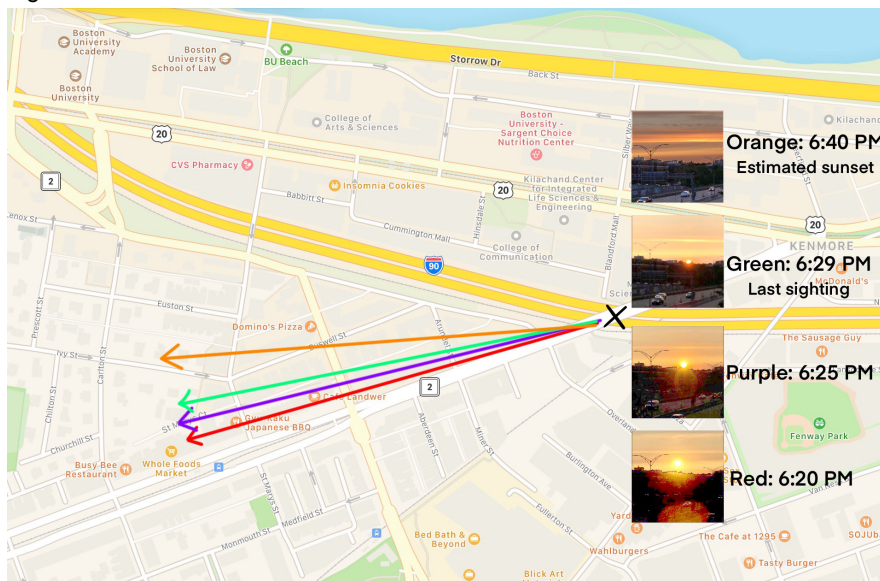 Boston
University
Academy
Boston
University
School of Law
BU Beach
Storrow Dr
Back St
Boston
University
20
College of
Arts & Sciences
Boston
University -
Sargent Choice
Nutrition Center
Kilachand
Orange: 6:40 PM
Estimated sunset
CVS Pharmacy
2
Insomnia Cookies
20
Kilachand Center
for Integrated
Life Sciences &
Engineering
Babbitt St
Hinsdale St
Cummington Mall
College of
Communication
Blandford Mall
20
KENMORE
McDonald's
90
Green: 6:29 PM
Last sighting
Euston St
Prescott St
Domino's Pizza
Ivy St
Carlton St
Chilton St
The Sausage Guy
Purple: 6:25 PM
2
Cafe Landwer
Japanese BBQ
Aberdeen St
Miner St
Fenway Park
Churchill St
Busy Bee
Restaurant
Whole Foods
Market
St Marys St
Burlington Ave
Red: 6:20 PM
Medfield St
Monmouth St
Fullerton St
Bed Bath &
Beyond
Wahlburgers
The Cafe at 1295
SOJUb
Tasty Burger
Blick Art